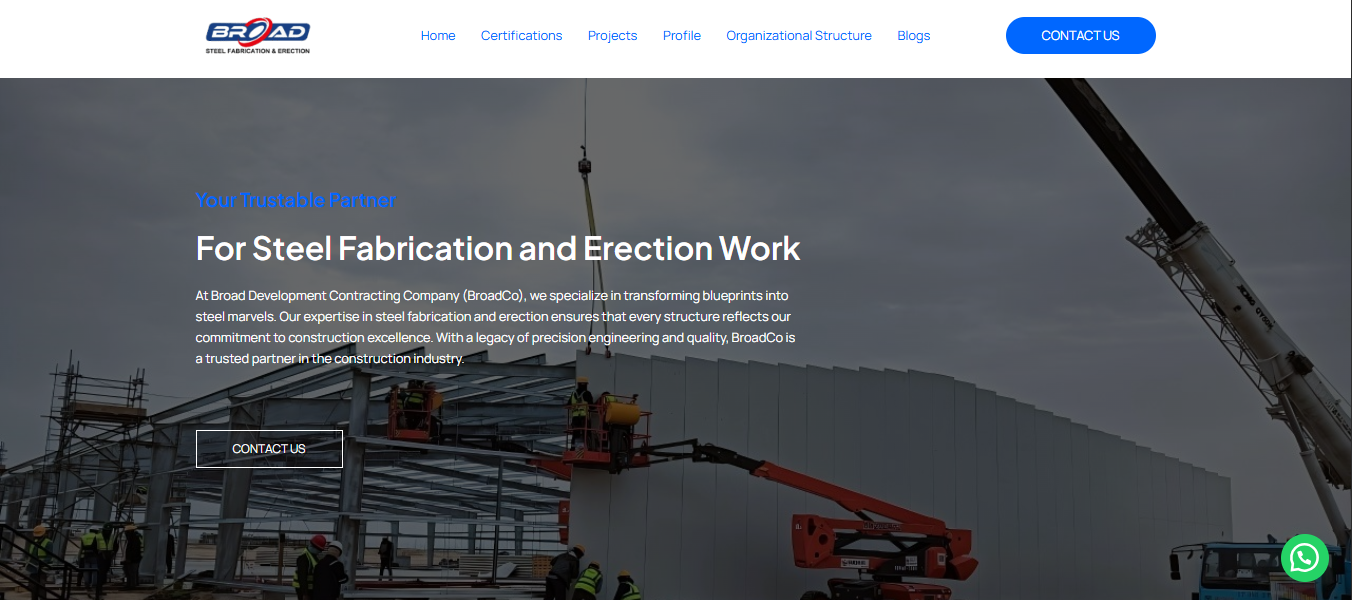 BROAD
STEEL FABRICATION & ERECTION
Home
Certifications
Projects
Profile
Organizational Structure
Blogs
CONTACT US
Your Trustable Partner
For Steel Fabrication and Erection Work
At Broad Development Contracting Company (BroadCo), we specialize in transforming blueprints into
steel marvels. Our expertise in steel fabrication and erection ensures that every structure reflects our
commitment to construction excellence. With a legacy of precision engineering and quality, BroadCo is
a trusted partner in the construction industry.
CONTACT US